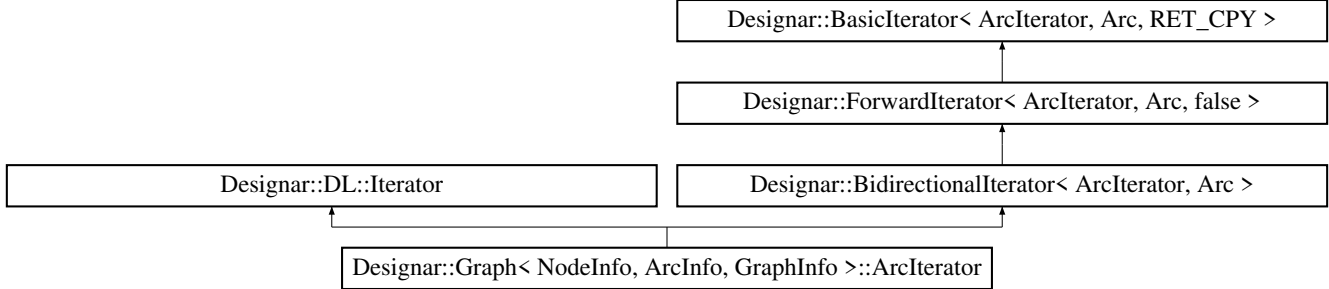 Designar::BasicIterator< ArcIterator, Arc, RET_CPY >
Designar::ForwardIterator< ArcIterator, Arc, false >
Designar::DL::Iterator
Designar::BidirectionalIterator< ArcIterator, Arc >
Designar::Graph< NodeInfo, ArcInfo, GraphInfo >::ArcIterator